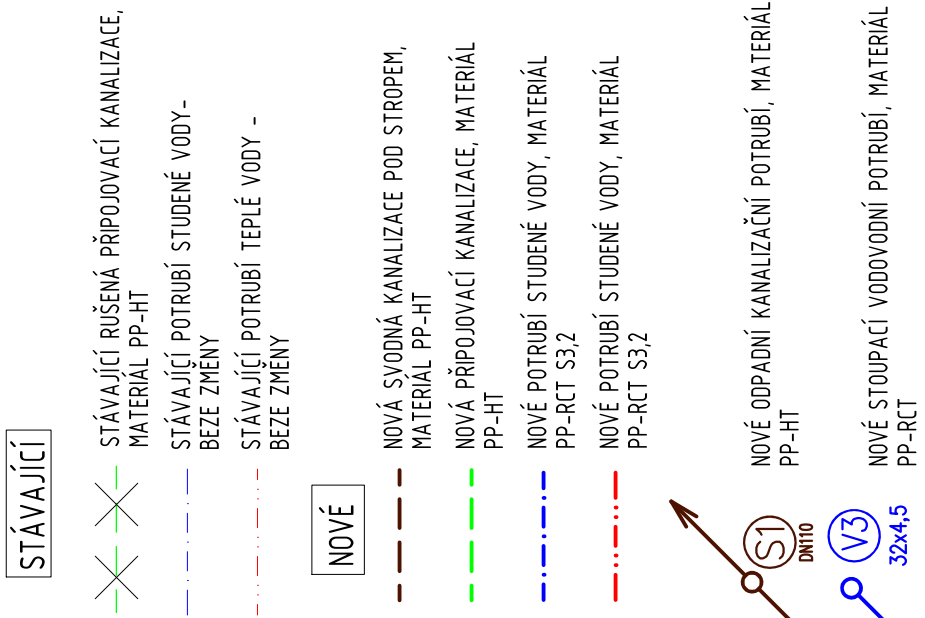 STÁVAJÍCÍ
STÁVAJÍCÍ RUŠENÁ PŘIPOJOVACÍ KANALIZACE,
MATERIÁL PP-HT
STÁVAJÍCÍ POTRUBÍ STUDENÉ VODY-
BEZE ZMĚNY
STÁVAJÍCÍ POTRUBÍ TEPLÉ VODY -
BEZE ZMĚNY
NOVÉ
NOVÁ SVODNÁ KANALIZACE POD STROPEM,
MATERIÁL PP-HT
NOVÁ PŘIPOJOVACÍ KANALIZACE, MATERIÁL
PP-HT
NOVÉ POTRUBÍ STUDENÉ VODY, MATERIÁL
PP-RCT S3,2
NOVÉ POTRUBÍ STUDENÉ VODY, MATERIÁL
PP-RCT S3,2
S1
DN110
NOVÉ ODPADNÍ KANALIZAČNÍ POTRUBÍ, MATERIÁL
PP-HT
V3
32x4,5
NOVÉ STOUPACÍ VODOVODNÍ POTRUBÍ, MATERIÁL
PP-RCT